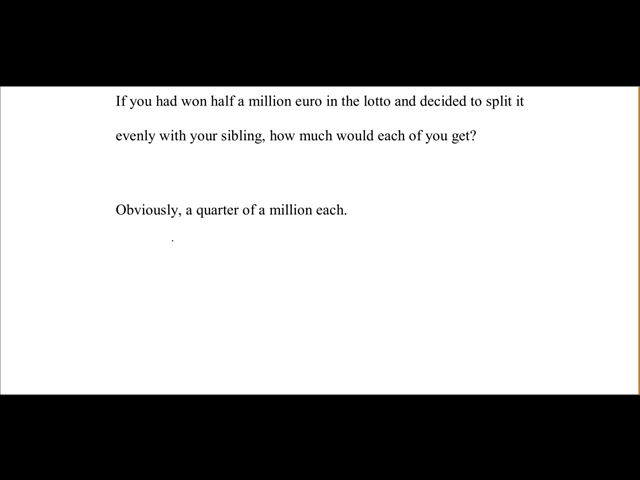 If you had won half a million euro in the lotto and decided to split it
evenly with your sibling, how much would each of you get?
Obviously, a quarter of a million each.